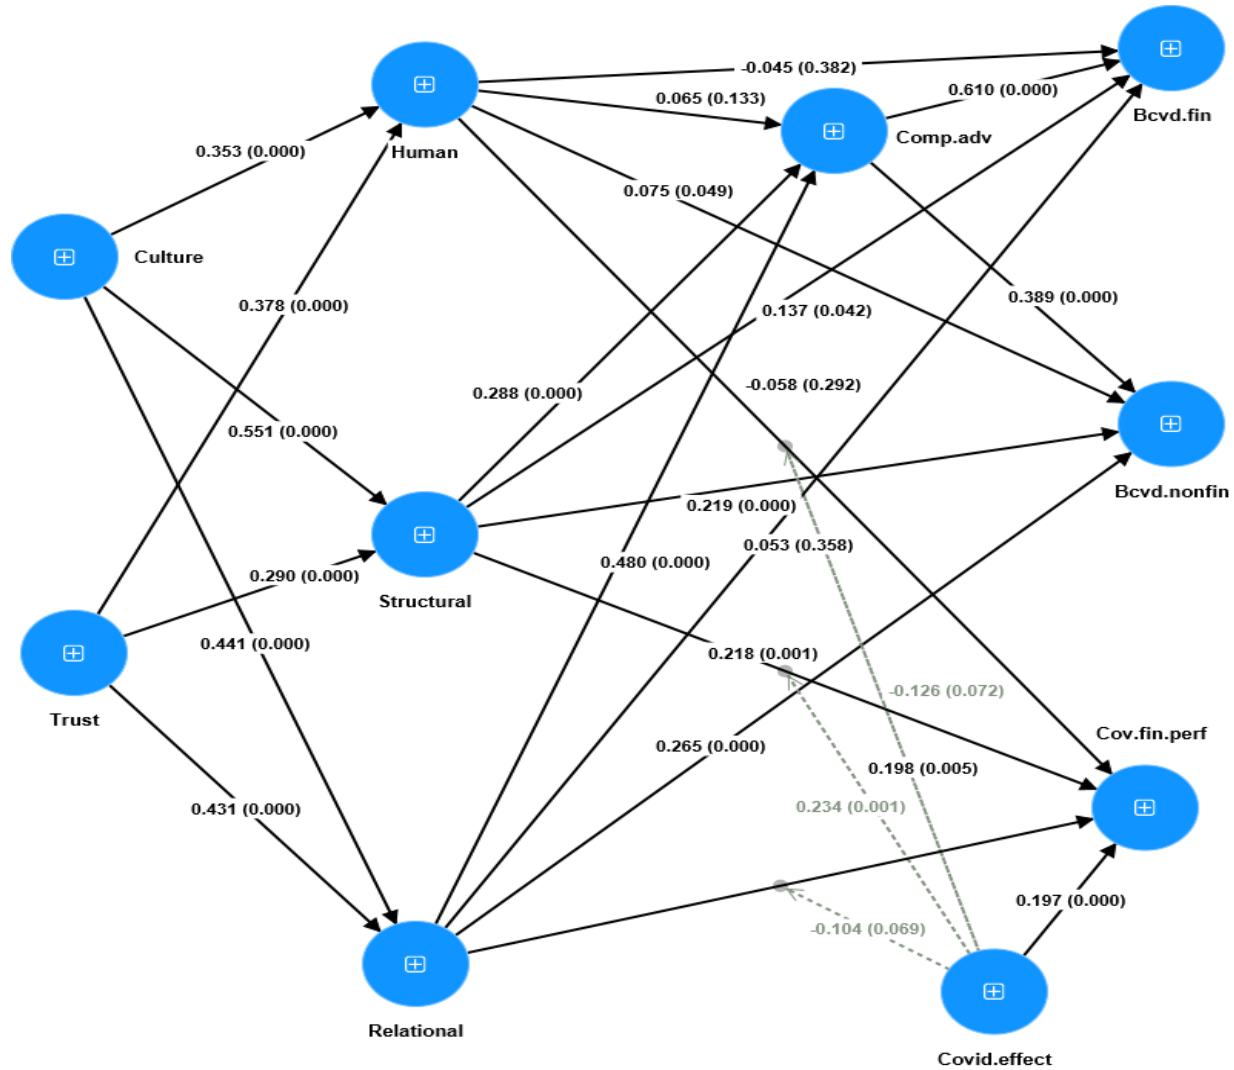 Bcvd.fin
-0.045 (0.382)
0.610 (0.000)
0.065 (0.133)
Comp.adv
Human
0.353 (0.000)
0.075 (0.049)
Culture
0.378 (0.000)
0.389 (0.000)
0.137 (0.042)
-0.058 (0.292)
0.288 (0.000)
0.551 (0.000)
Bcvd.nonfin
0.219 (0.000)
0.053 (0.358)
0.480 (0.000)
0.290 (0.000)
Structural
0.441 (0.000)
0.218 (0.001)
-0.126 (0.072)
Trust
Cov.fin.perf
0.265 (0.000)
0.198 (0.005)
0.234 (0.001)
0.431 (0.000)
0.197 (0.000)
-0.104 (0.069)
Relational
Covid.effect